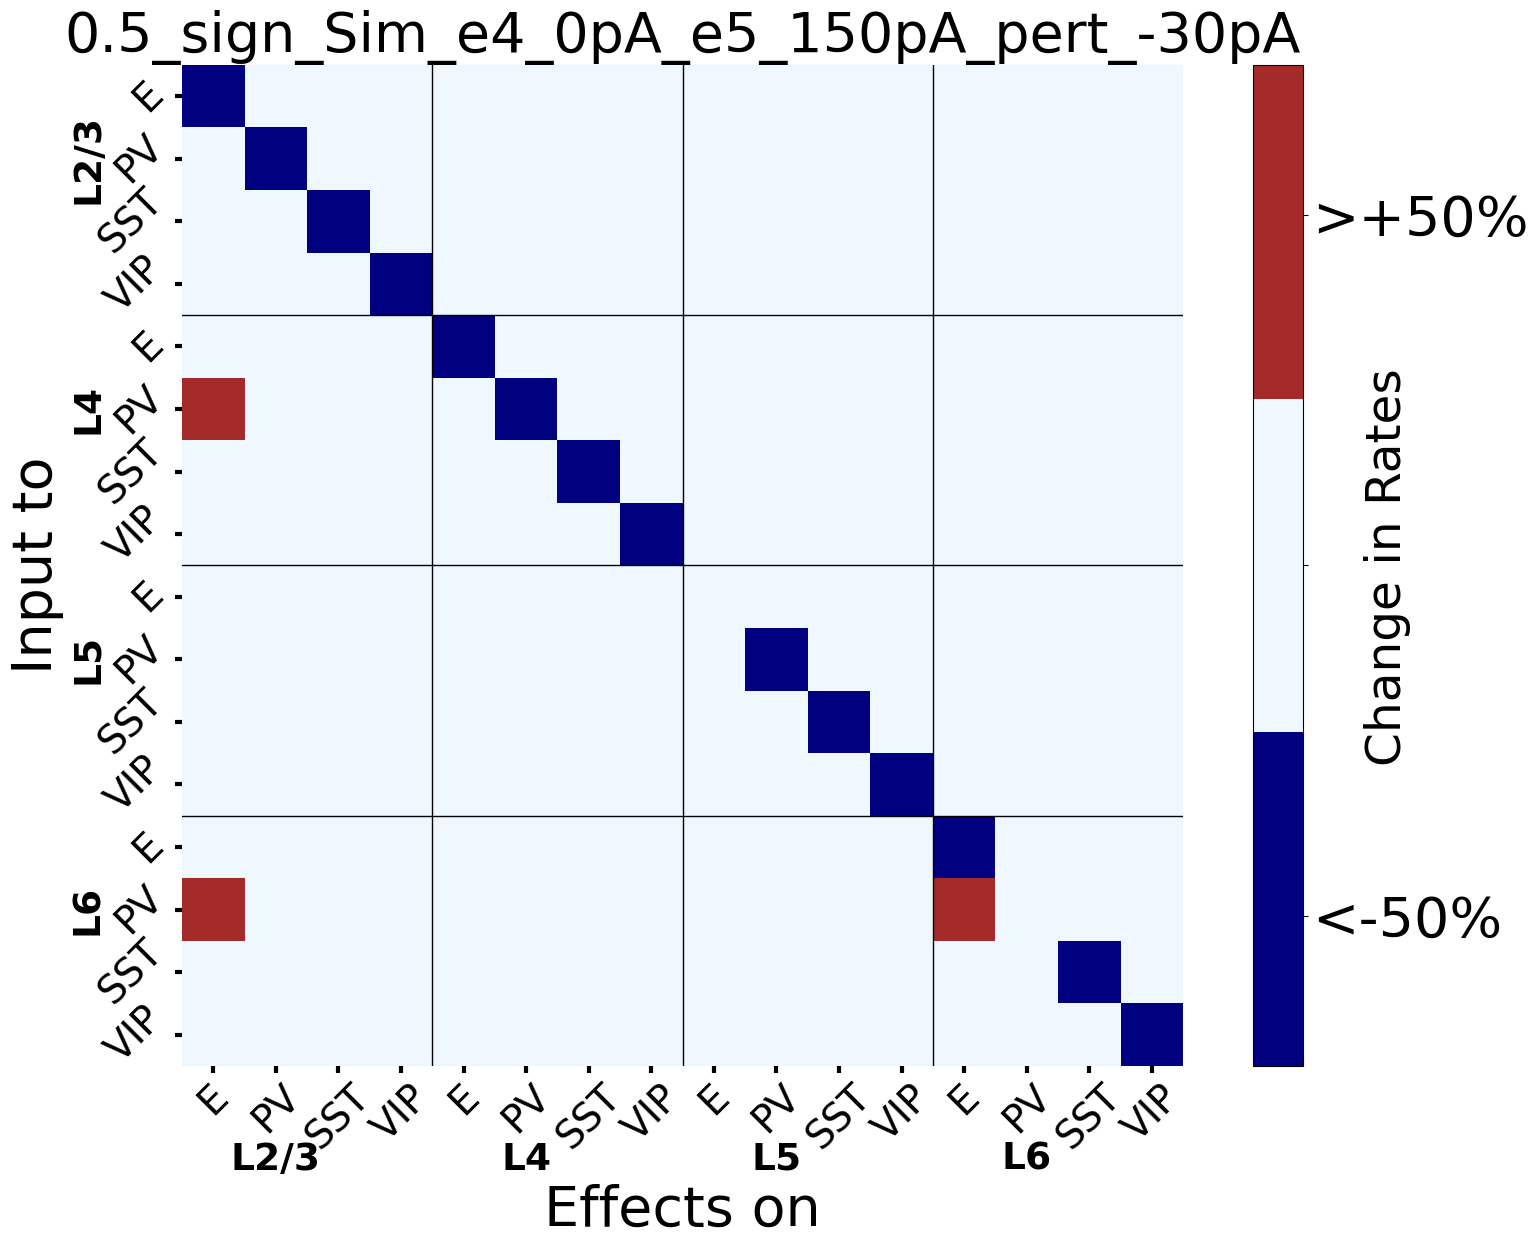 0.5_sign_Sim_e4_0pA_e5_150pA_pert_-30pA
Input to
L2/3
E
PV
SST
VIP
L4
E
PV
SST
VIP
L5
E
PV
SST
VIP
L6
E
PV
SST
VIP
E PV SST VIP E PV SST VIP E PV SST VIP E PV SST VIP
L2/3 L4 L5 L6
Effects on
>+50%
<-50%
Change in Rates